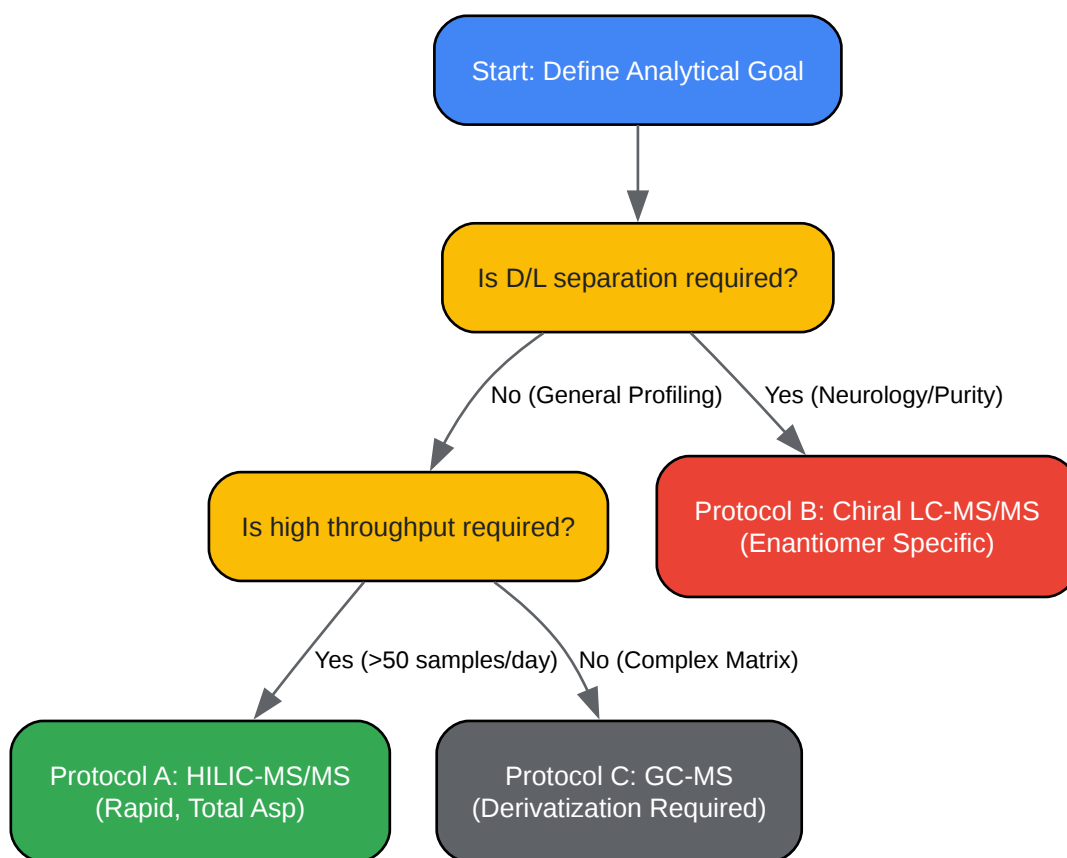 Start: Define Analytical Goal
Is D/L separation required?
No (General Profiling)
Yes (Neurology/Purity)
Is high throughput required?
Protocol B: Chiral LC-MS/MS
(Enantiomer Specific)
Yes (>50 samples/day)
No (Complex Matrix)
Protocol A: HILIC-MS/MS
(Rapid, Total Asp)
Protocol C: GC-MS
(Derivatization Required)